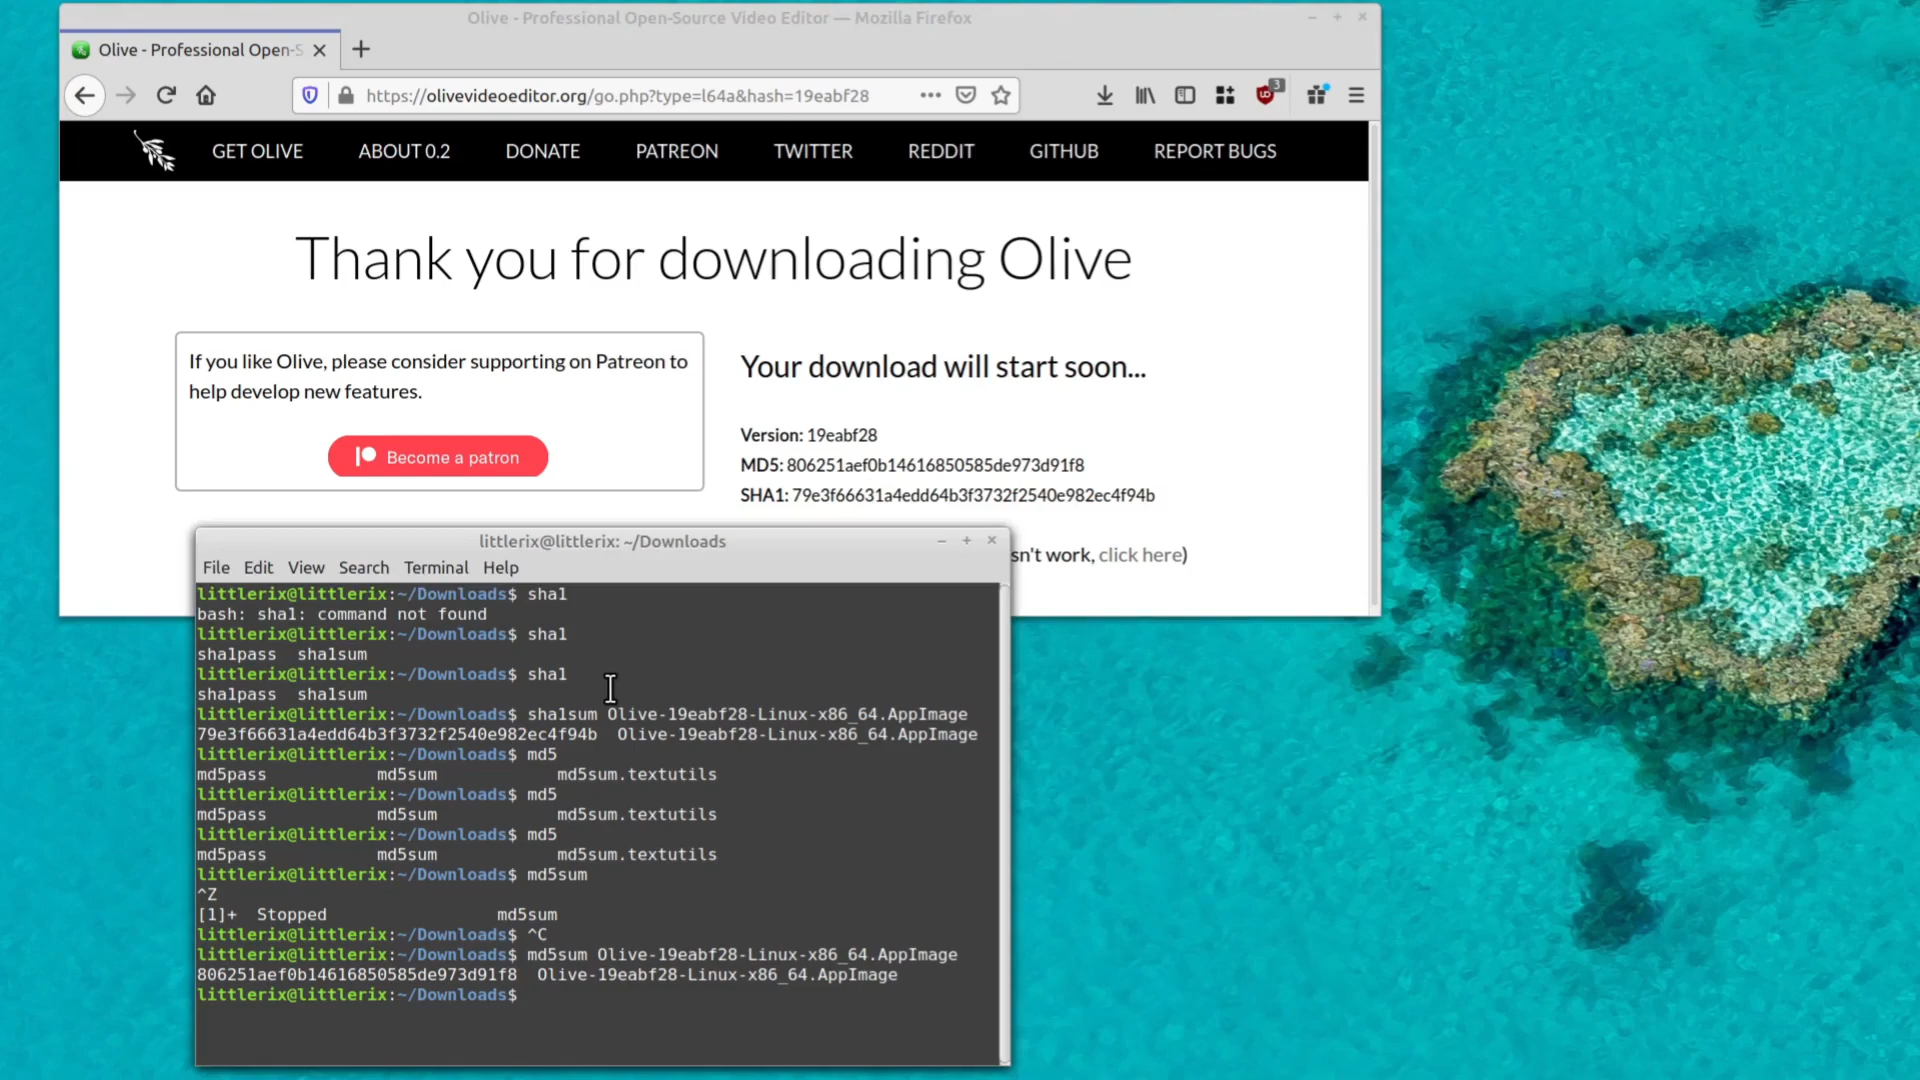 Olive - Professional Open-Source Video Editor — Mozilla Firefox
Olive - Professional Open-S
https://olivevideoeditor.org/go.php?type=l64a&hash=19eabf28
3
GET OLIVE ABOUT 0.2 DONATE PATREON TWITTER REDDIT GITHUB REPORT BUGS
Thank you for downloading Olive
If you like Olive, please consider supporting on Patreon to
help develop new features.
Become a patron
Your download will start soon...
Version: 19eabf28
MD5: 806251aef0b14616850585de973d91f8
SHA1: 79e3f66631a4edd64b3f3732f2540e982ec4f94b
sn't work, click here)
littlerix@littlerix: ~/Downloads
File Edit View Search Terminal Help
littlerix@littlerix:~/Downloads$ sha1
bash: sha1: command not found
littlerix@littlerix:~/Downloads$ sha1
sha1pass  sha1sum
littlerix@littlerix:~/Downloads$ sha1
sha1pass  sha1sum
littlerix@littlerix:~/Downloads$ sha1sum Olive-19eabf28-Linux-x86_64.AppImage
79e3f66631a4edd64b3f3732f2540e982ec4f94b  Olive-19eabf28-Linux-x86_64.AppImage
littlerix@littlerix:~/Downloads$ md5
md5pass           md5sum            md5sum.textutils
littlerix@littlerix:~/Downloads$ md5
md5pass           md5sum            md5sum.textutils
littlerix@littlerix:~/Downloads$ md5
md5pass           md5sum            md5sum.textutils
littlerix@littlerix:~/Downloads$ md5sum
^Z
[1]+  Stopped                 md5sum
littlerix@littlerix:~/Downloads$ ^C
littlerix@littlerix:~/Downloads$ md5sum Olive-19eabf28-Linux-x86_64.AppImage
806251aef0b14616850585de973d91f8  Olive-19eabf28-Linux-x86_64.AppImage
littlerix@littlerix:~/Downloads$